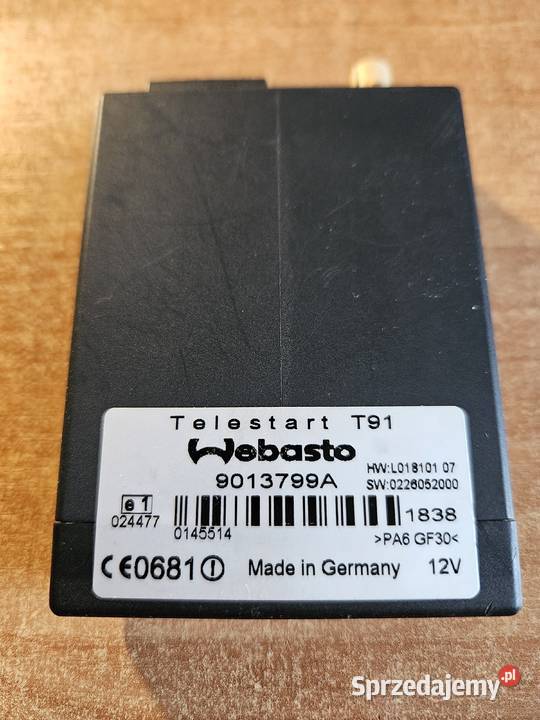 Telestart T91
Webasto
9013799A
HW:L018101 07
SW:0226052000
e1
024477
0145514
1838
>PA6 GF30<
CE0681
Made in Germany
12V
Sprzedajemy.pl